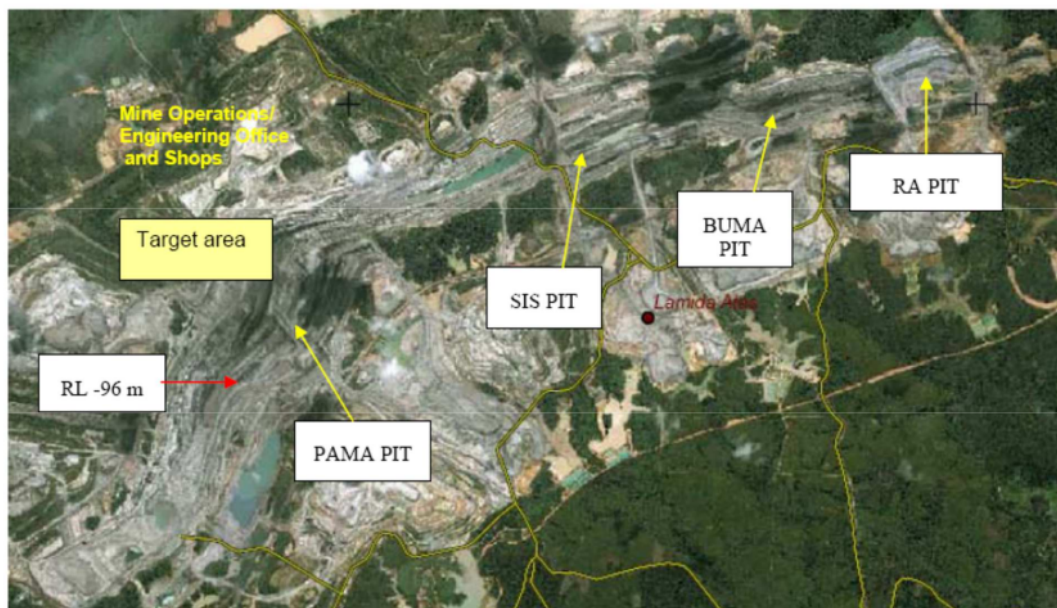 Mine Operations/
Engineering Office
and Shops
RA PIT
Target area
BUMA
PIT
SIS PIT
Lamida Atas
RL -96 m
PAMA PIT